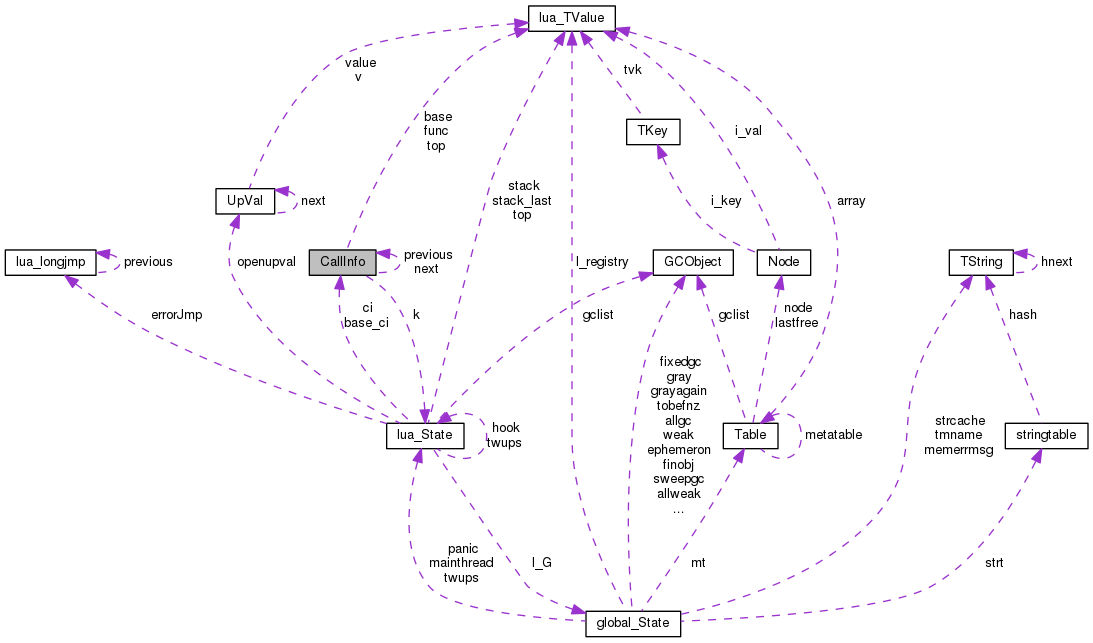 lua_TValue
value
v
tvk
base
func
top
TKey
i_val
stack
stack_last
top
UpVal
next
i_key
array
lua_longjmp
previous
openupval
CallInfo
previous
next
l_registry
GCObject
Node
TString
hnext
errorJmp
ci
base_ci
k
gclist
gclist
node
lastfree
hash
fixedgc
gray
grayagain
tobefnz
allgc
weak
ephemeron
finobj
sweepgc
allweak
...
lua_State
hook
twups
Table
metatable
strcache
tmname
memerrmsg
stringtable
panic
mainthread
twups
l_G
mt
strt
global_State